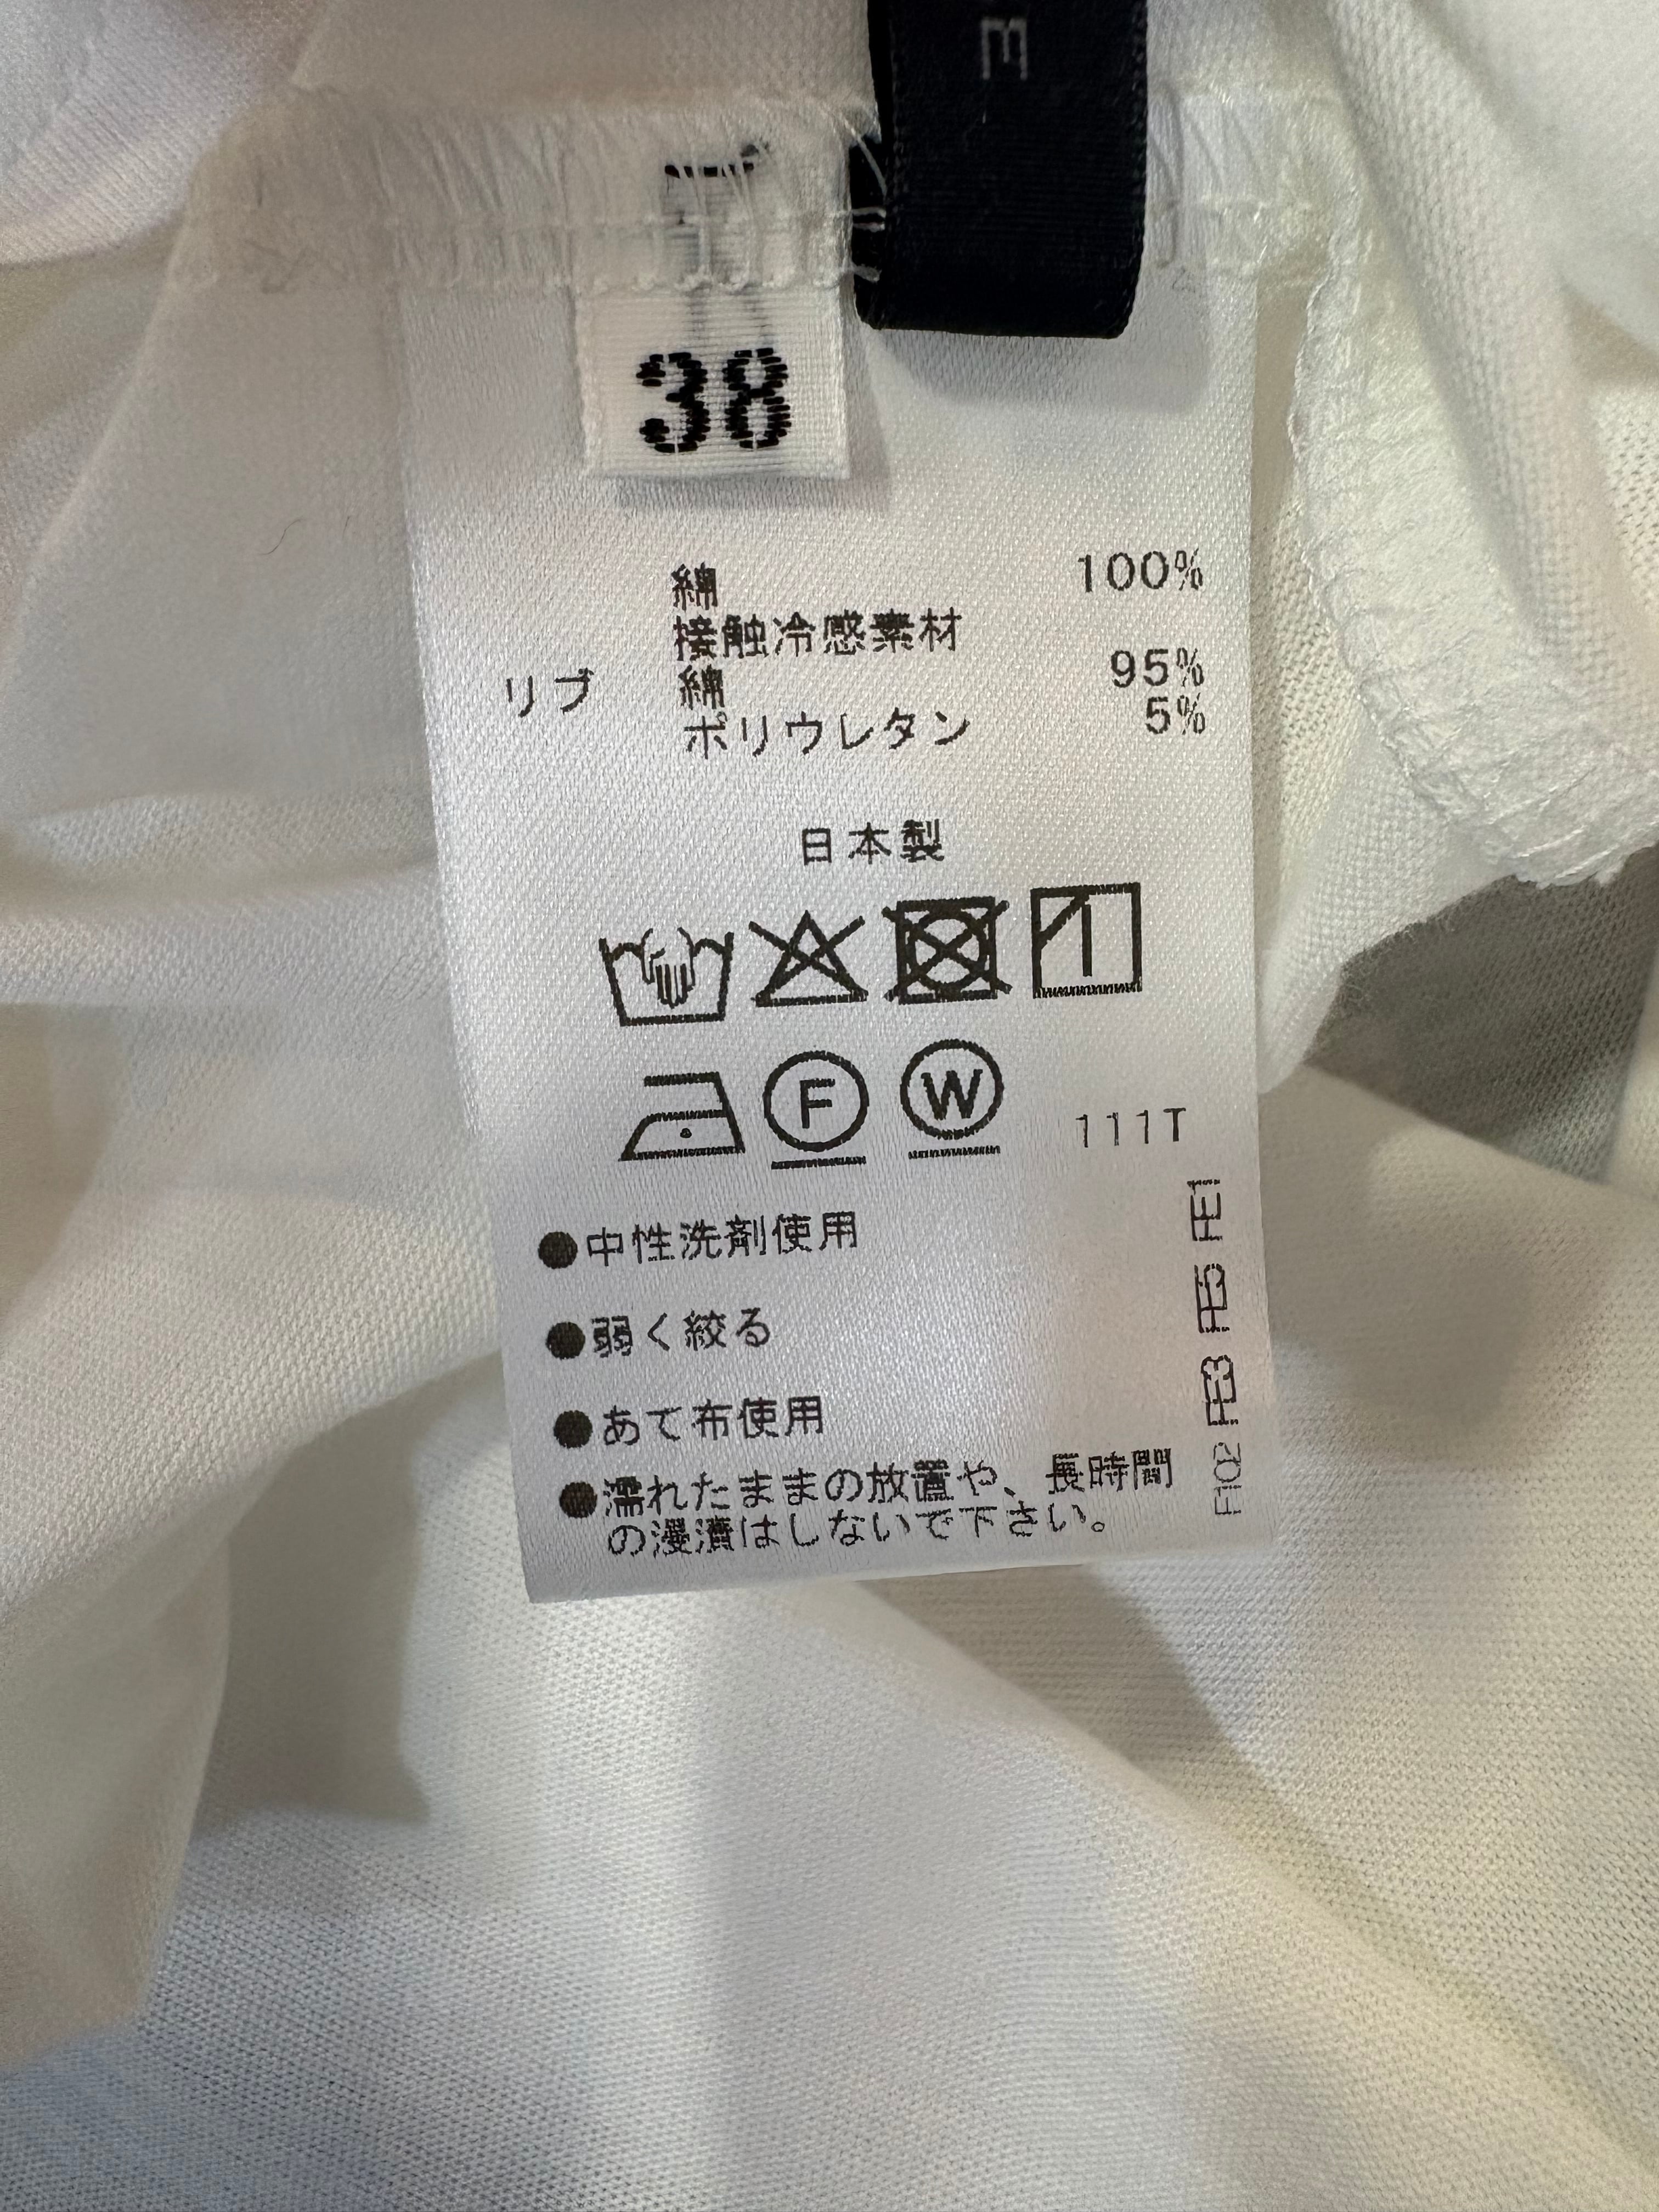 E
38
綿 100%
接触冷感素材
リブ 綿 95%
ポリウレタン 5%
日本製
F W 111T
●中性洗剤使用
●弱く絞る
●あて布使用
●濡れたままの放置や、長時間
の浸漬はしないで下さい。